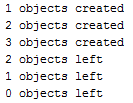 1 objects created
2 objects created
3 objects created
2 objects left
1 objects left
0 objects left